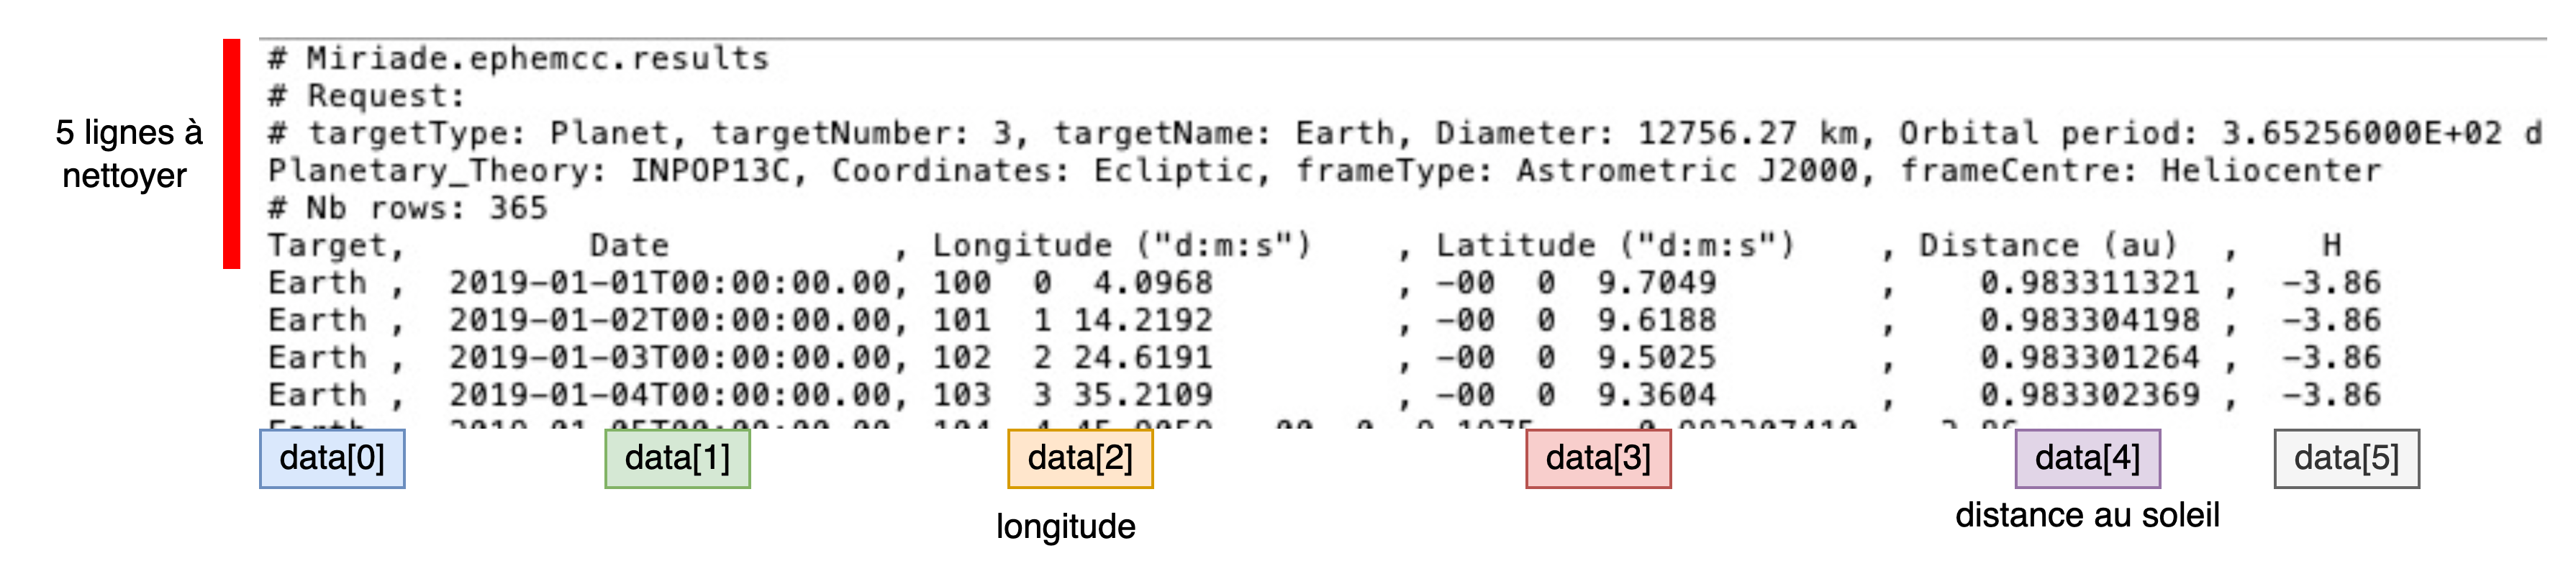 # Miriade.ephemcc.results
# Request:
# targetType: Planet, targetNumber: 3, targetName: Earth, Diameter: 12756.27 km, Orbital period: 3.65256000E+02 d
Planetary_Theory: INPOP13C, Coordinates: Ecliptic, frameType: Astrometric J2000, frameCentre: Heliocenter
# Nb rows: 365
5 lignes à
nettoyer
Target, Date , Longitude ("d:m:s") , Latitude ("d:m:s") , Distance (au) , H
Earth , 2019-01-01T00:00:00.00, 100 0 4.0968 , -00 0 9.7049 , 0.983311321 , -3.86
Earth , 2019-01-02T00:00:00.00, 101 1 14.2192 , -00 0 9.6188 , 0.983304198 , -3.86
Earth , 2019-01-03T00:00:00.00, 102 2 24.6191 , -00 0 9.5025 , 0.983301264 , -3.86
Earth , 2019-01-04T00:00:00.00, 103 3 35.2109 , -00 0 9.3604 , 0.983302369 , -3.86
data[0] data[1] data[2] data[3] data[4] data[5]
longitude distance au soleil